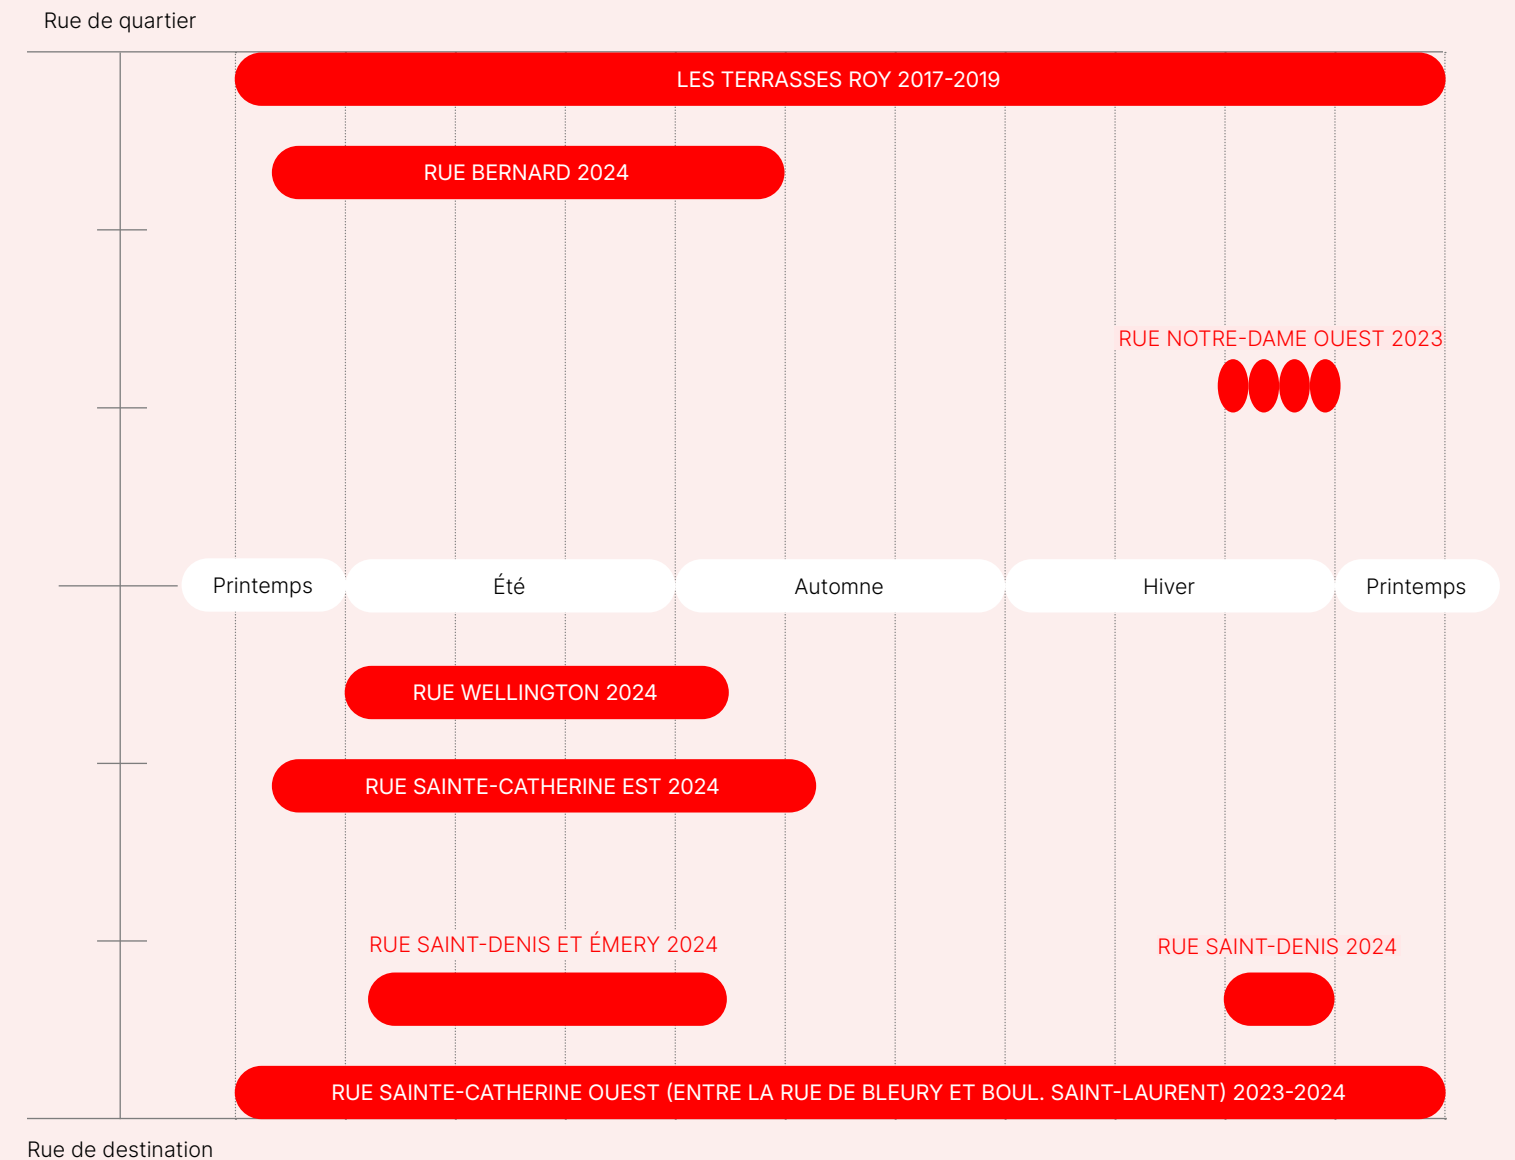 Rue de quartier
LES TERRASSES ROY 2017-2019
RUE BERNARD 2024
RUE NOTRE-DAME OUEST 2023
Printemps
Été
Automne
Hiver
Printemps
RUE WELLINGTON 2024
RUE SAINTE-CATHERINE EST 2024
RUE SAINT-DENIS ET ÉMERY 2024
RUE SAINT-DENIS 2024
RUE SAINTE-CATHERINE OUEST (ENTRE LA RUE DE BLEURY ET BOUL. SAINT-LAURENT) 2023-2024
Rue de destination